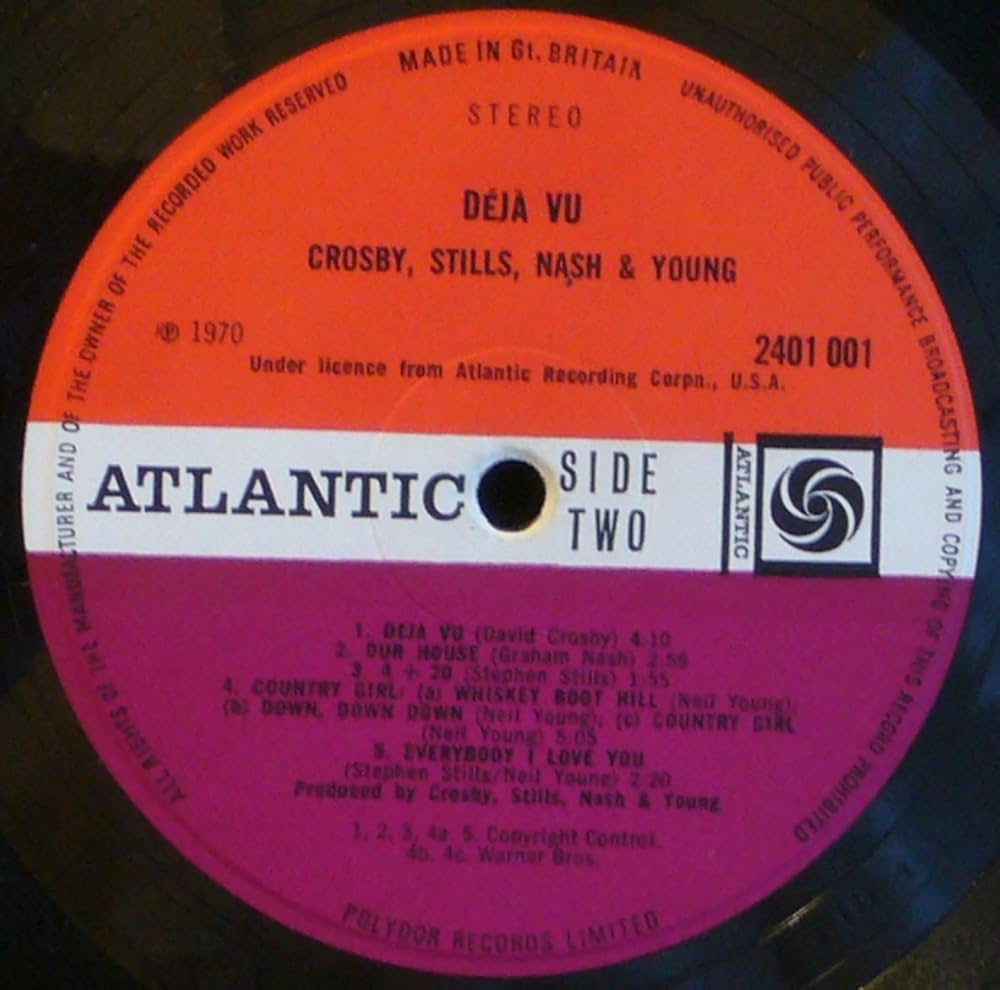 MADE IN Gt. BRITAIN
UNAUTHORISED PUBLIC PERFORMANCE BROADCASTING AND COPYING OF THIS RECORD PROHIBITED
ALL RIGHTS OF THE MANUFACTURER AND OF THE OWNER OF THE RECORDED WORK RESERVED
STEREO
DÉJÀ VU
CROSBY, STILLS, NASH & YOUNG
℗ 1970
2401 001
Under licence from Atlantic Recording Corpn., U.S.A.
ATLANTIC
SIDE
TWO
ATLANTIC
1. DEJA VU (David Crosby) 4·10
2. OUR HOUSE (Graham Nash) 2·56
3. 4 + 20 (Stephen Stills) 1·55
4. COUNTRY GIRL: (a) WHISKEY BOOT HILL (Neil Young);
(b) DOWN, DOWN DOWN (Neil Young); (c) COUNTRY GIRL
(Neil Young) 5·05
5. EVERYBODY I LOVE YOU
(Stephen Stills/Neil Young) 2·20
Produced by Crosby, Stills, Nash & Young
1, 2, 3, 4a, 5. Copyright Control.
4b, 4c. Warner Bros.
POLYDOR RECORDS LIMITED